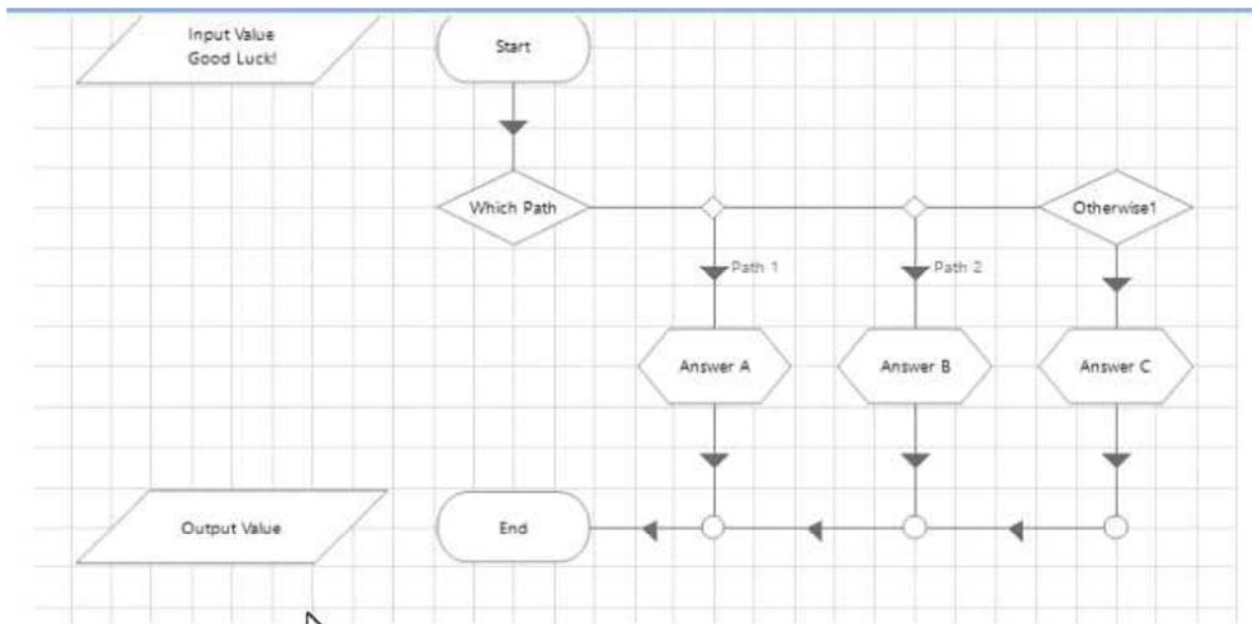 Input Value
Good Luck!
Start
Which Path
Otherwise1
Path 1
Path 2
Answer A
Answer B
Answer C
Output Value
End